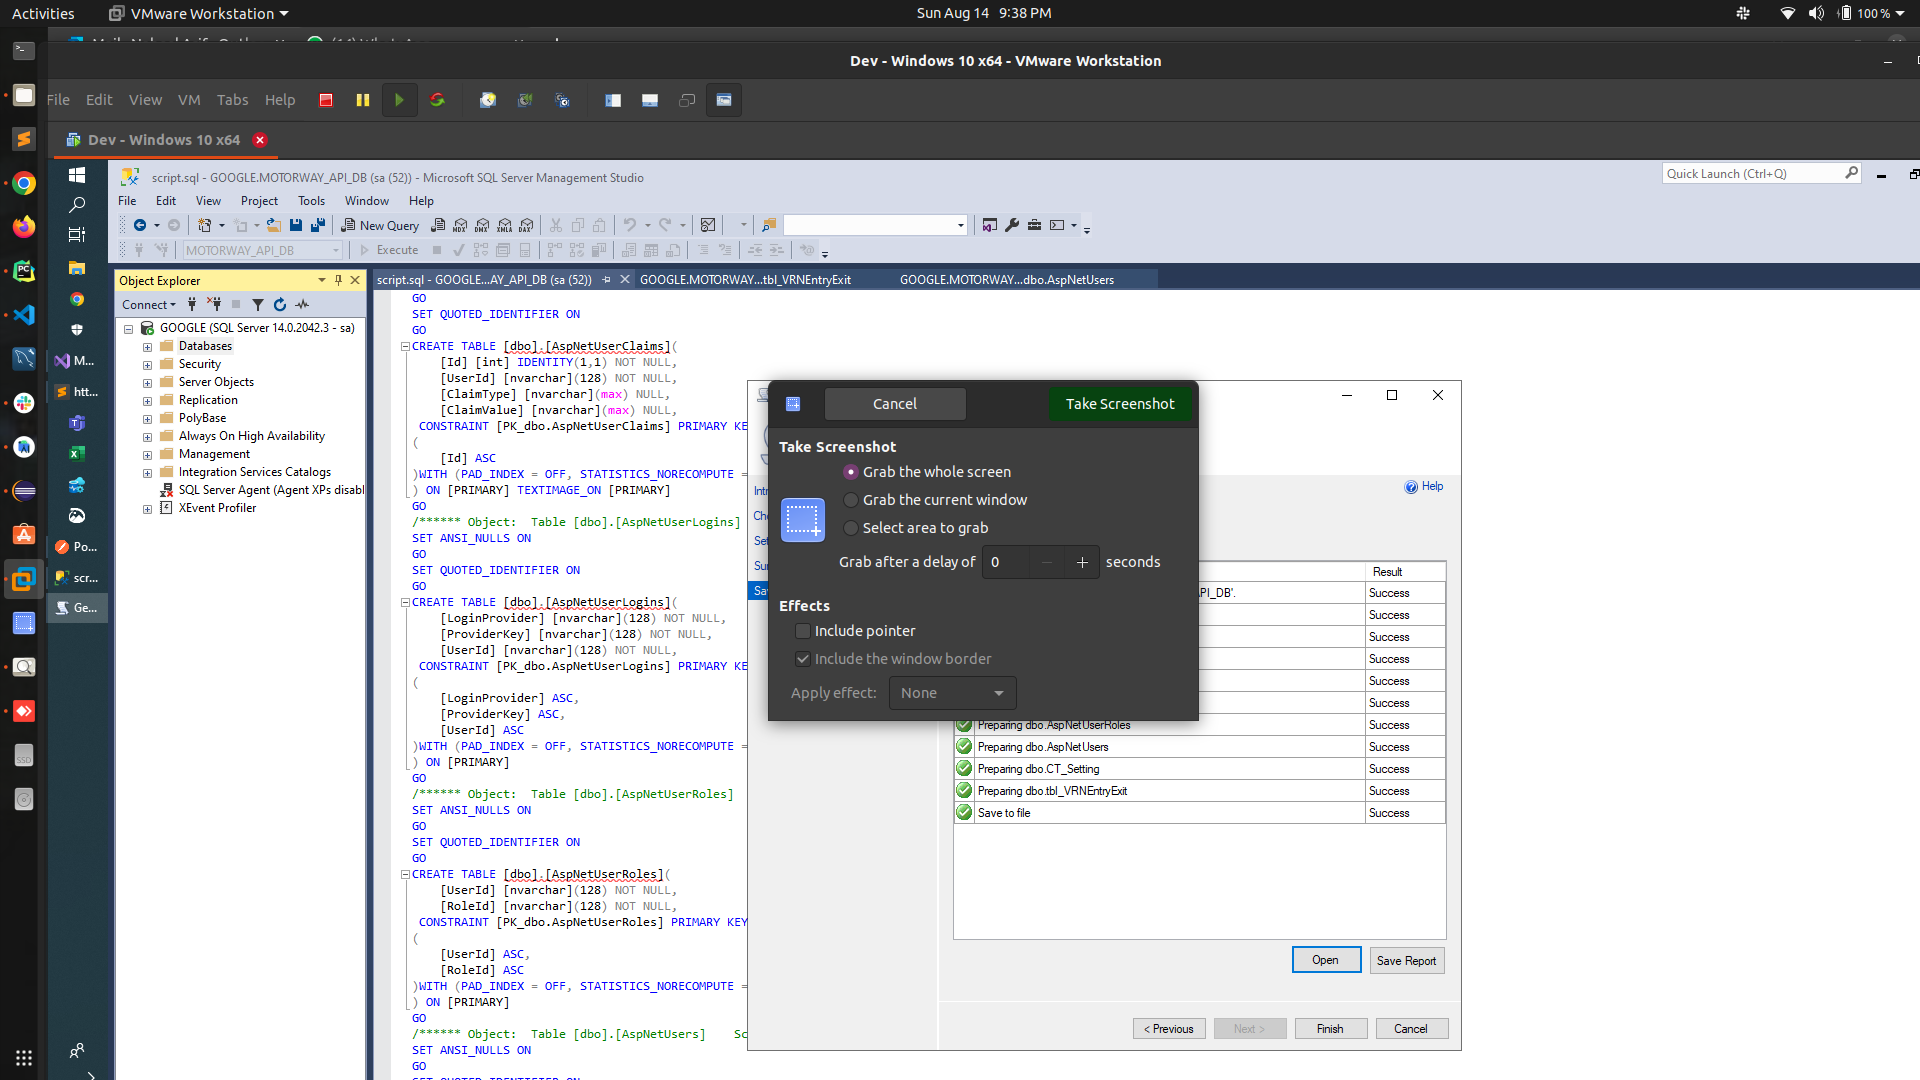 Activities
VMware Workstation
Sun Aug 14 9:38 PM
100 %
Dev - Windows 10 x64 - VMware Workstation
File Edit View VM Tabs Help
Dev - Windows 10 x64
script.sql - GOOGLE.MOTORWAY_API_DB (sa (52)) - Microsoft SQL Server Management Studio
Quick Launch (Ctrl+Q)
File Edit View Project Tools Window Help
New Query
MDX DMX XMLA DAX
MOTORWAY_API_DB
Execute
Object Explorer
script.sql - GOOGLE...AY_API_DB (sa (52))
GOOGLE.MOTORWAY...tbl_VRNEntryExit
GOOGLE.MOTORWAY...dbo.AspNetUsers
Connect
GOOGLE (SQL Server 14.0.2042.3 - sa)
Databases
Security
Server Objects
Replication
PolyBase
Always On High Availability
Management
Integration Services Catalogs
SQL Server Agent (Agent XPs disabl
XEvent Profiler
M...
htt...
Po...
scr...
Ge...
SSD
GO
SET QUOTED_IDENTIFIER ON
GO
CREATE TABLE [dbo].[AspNetUserClaims](
[Id] [int] IDENTITY(1,1) NOT NULL,
[UserId] [nvarchar](128) NOT NULL,
[ClaimType] [nvarchar](max) NULL,
[ClaimValue] [nvarchar](max) NULL,
CONSTRAINT [PK_dbo.AspNetUserClaims] PRIMARY KE
(
[Id] ASC
)WITH (PAD_INDEX = OFF, STATISTICS_NORECOMPUTE =
) ON [PRIMARY] TEXTIMAGE_ON [PRIMARY]
GO
/****** Object:  Table [dbo].[AspNetUserLogins]
SET ANSI_NULLS ON
GO
SET QUOTED_IDENTIFIER ON
GO
CREATE TABLE [dbo].[AspNetUserLogins](
[LoginProvider] [nvarchar](128) NOT NULL,
[ProviderKey] [nvarchar](128) NOT NULL,
[UserId] [nvarchar](128) NOT NULL,
CONSTRAINT [PK_dbo.AspNetUserLogins] PRIMARY KE
(
[LoginProvider] ASC,
[ProviderKey] ASC,
[UserId] ASC
)WITH (PAD_INDEX = OFF, STATISTICS_NORECOMPUTE =
) ON [PRIMARY]
GO
/****** Object:  Table [dbo].[AspNetUserRoles]
SET ANSI_NULLS ON
GO
SET QUOTED_IDENTIFIER ON
GO
CREATE TABLE [dbo].[AspNetUserRoles](
[UserId] [nvarchar](128) NOT NULL,
[RoleId] [nvarchar](128) NOT NULL,
CONSTRAINT [PK_dbo.AspNetUserRoles] PRIMARY KEY
(
[UserId] ASC,
[RoleId] ASC
)WITH (PAD_INDEX = OFF, STATISTICS_NORECOMPUTE =
) ON [PRIMARY]
GO
/****** Object:  Table [dbo].[AspNetUsers]    Sc
SET ANSI_NULLS ON
GO
SET QUOTED_IDENTIFIER ON
Cancel
Take Screenshot
Take Screenshot
Grab the whole screen
Grab the current window
Select area to grab
Grab after a delay of 0 − + seconds
Effects
Include pointer
Include the window border
Apply effect: None
Help
Result
PI_DB'. Success
Success
Success
Success
Success
Success
Preparing dbo.AspNetUserRoles Success
Preparing dbo.AspNetUsers Success
Preparing dbo.CT_Setting Success
Preparing dbo.tbl_VRNEntryExit Success
Save to file Success
Open
Save Report
< Previous
Next >
Finish
Cancel